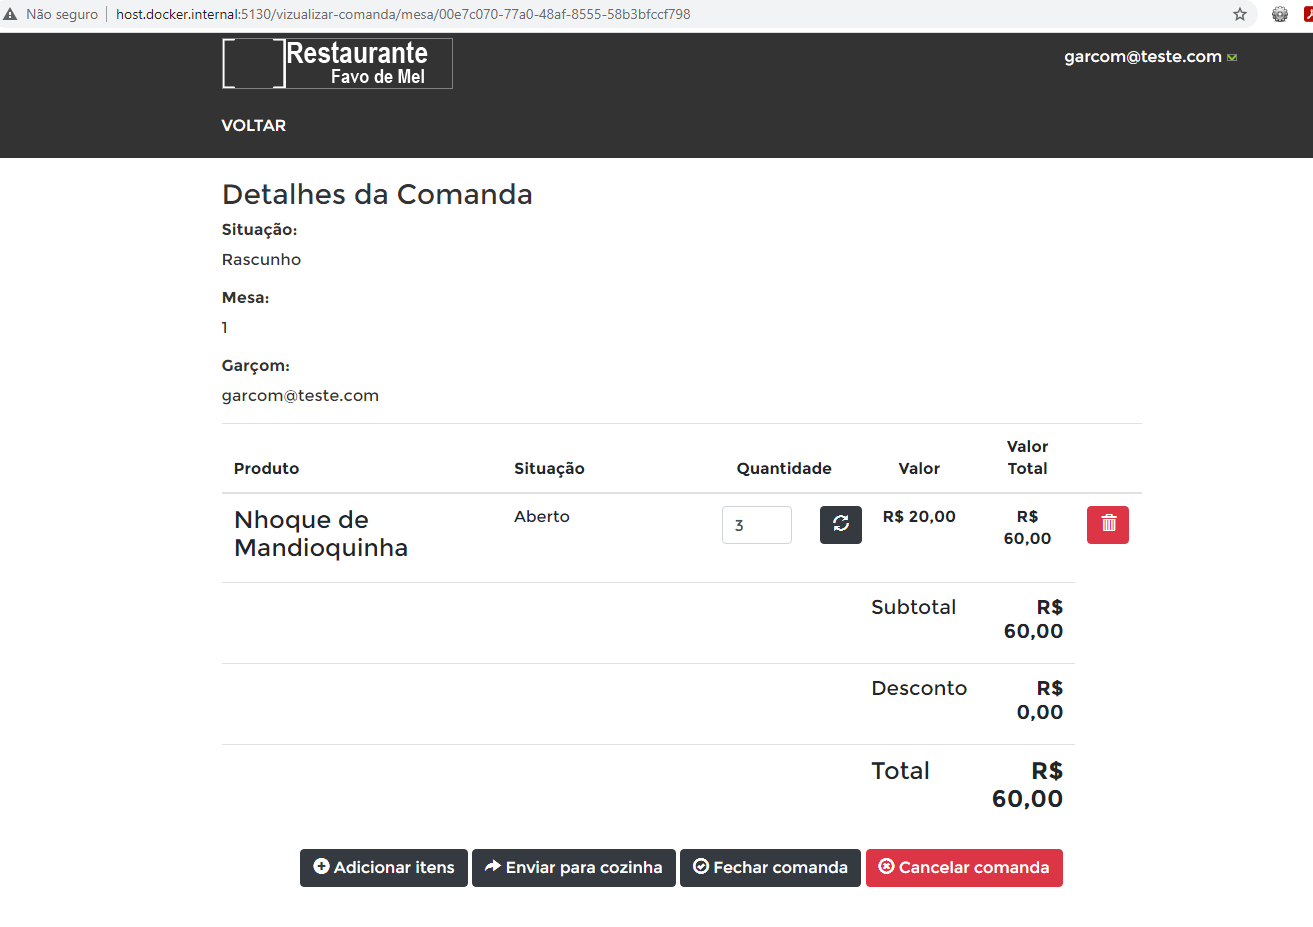 Não seguro
host.docker.internal:5130/vizualizar-comanda/mesa/00e7c070-77a0-48af-8555-58b3bfccf798
Restaurante
Favo de Mel
garcom@teste.com
VOLTAR
Detalhes da Comanda
Situação:
Rascunho
Mesa:
1
Garçom:
garcom@teste.com
Produto Situação Quantidade Valor Valor Total
Nhoque de Mandioquinha Aberto 3 R$ 20,00 R$ 60,00
Subtotal R$ 60,00
Desconto R$ 0,00
Total R$ 60,00
Adicionar itens Enviar para cozinha Fechar comanda Cancelar comanda